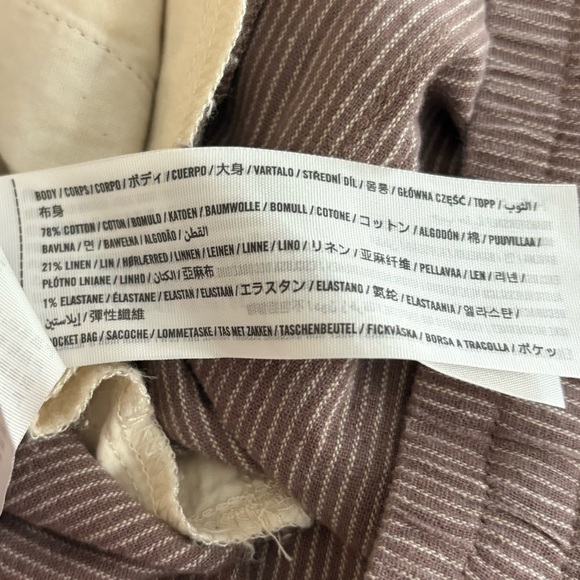 BODY / CORPS / CORPO / ボディ / CUERPO / 大身 / VARTALO / STŘEDNÍ DÍL / 몸통 / GŁÓWNA CZĘŚĆ / TOPP / الثوب /
布身
78% COTTON / COTON / BOMULD / KATOEN / BAUMWOLLE / BOMULL / COTONE / コットン / ALGODÓN / 棉 / PUUVILLAA /
BAVLNA / 면 / BAWEŁNA / ALGODÃO / القطن /
21% LINEN / LIN / HØRLÆRRED / LINNEN / LEINEN / LINNE / LINO / リネン / 亚麻纤维 / PELLAVAA / LEN / 리넨 /
PŁÓTNO LNIANE / LINHO / الكتان / 亞麻布
1% ELASTANE / ÉLASTANE / ELASTAN / ELASTAAN / エラスタン / ELASTANO / 氨纶 / ELASTAANIA / 엘라스탄 /
إيلاستين / 彈性纖維
POCKET BAG / SACOCHE / LOMMETASKE / TAS MET ZAKKEN / TASCHENBEUTEL / FICKVÄSKA / BORSA A TRACOLLA / ポケッ